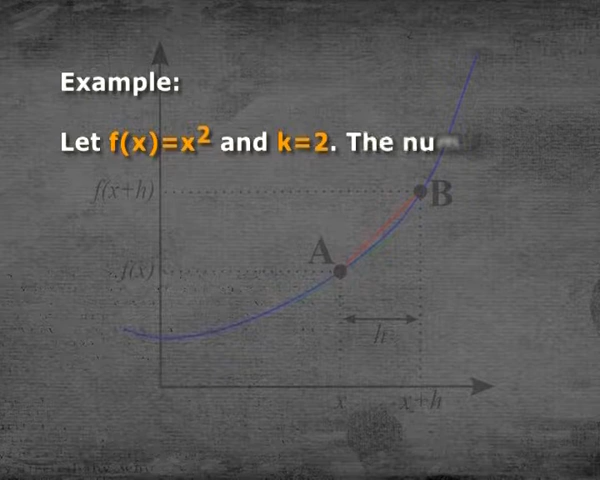 Example:
Let f(x)=x² and k=2. The nu
f(x+h)
B
A
f(x)
h
x
x+h